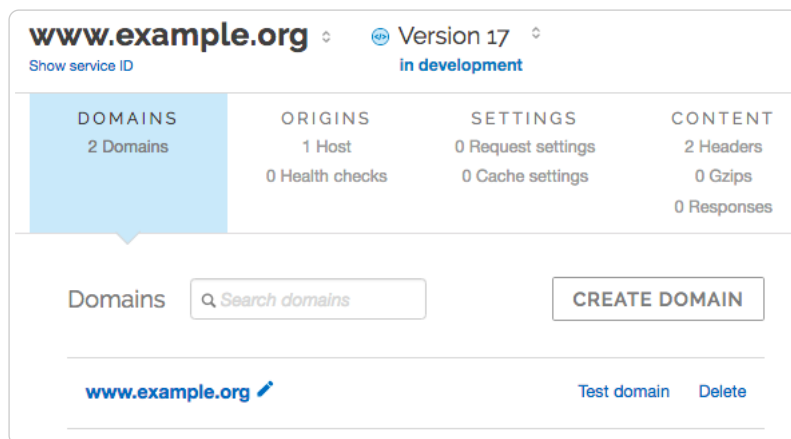 www.example.org Version 17
Show service ID in development
DOMAINS ORIGINS SETTINGS CONTENT
2 Domains 1 Host 0 Request settings 2 Headers
0 Health checks 0 Cache settings 0 Gzips
0 Responses
Domains Search domains CREATE DOMAIN
www.example.org Test domain Delete